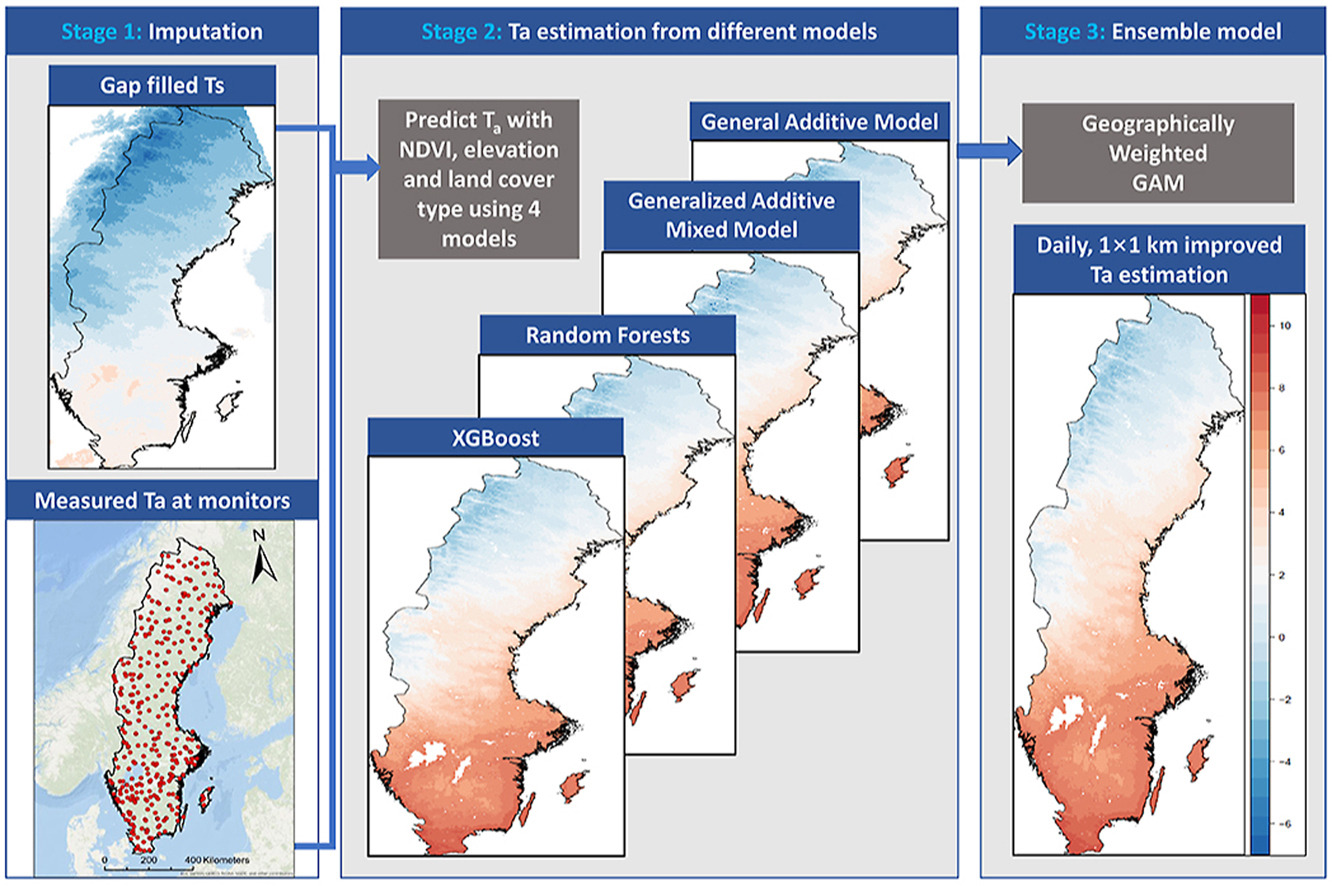 Stage 1: Imputation
Gap filled Ts
Measured Ta at monitors
N
0 200 400 Kilometers
Stage 2: Ta estimation from different models
Predict Ta with
NDVI, elevation
and land cover
type using 4
models
General Additive Model
Generalized Additive
Mixed Model
Random Forests
XGBoost
Stage 3: Ensemble model
Geographically
Weighted
GAM
Daily, 1×1 km improved
Ta estimation
10
8
6
4
2
0
-2
-4
-6